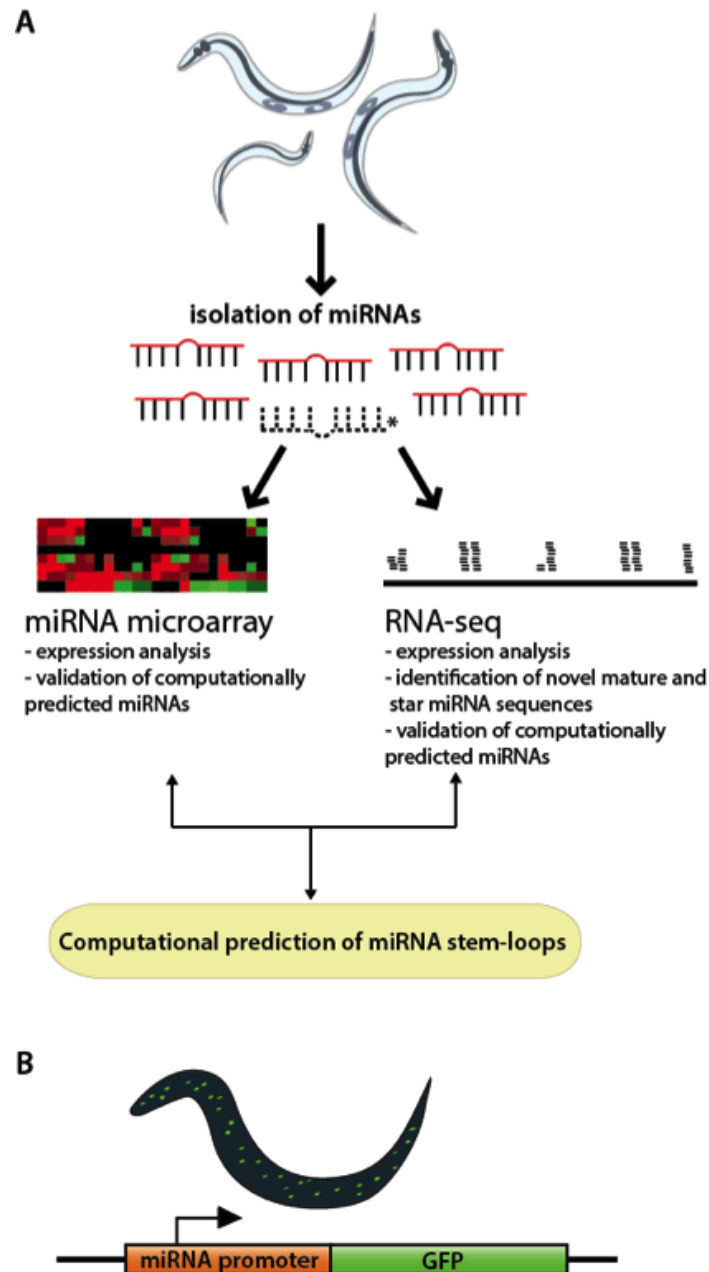 A
isolation of miRNAs
*
miRNA microarray
- expression analysis
- validation of computationally
predicted miRNAs
RNA-seq
- expression analysis
- identification of novel mature and
star miRNA sequences
- validation of computationally
predicted miRNAs
Computational prediction of miRNA stem-loops
B
miRNA promoter
GFP